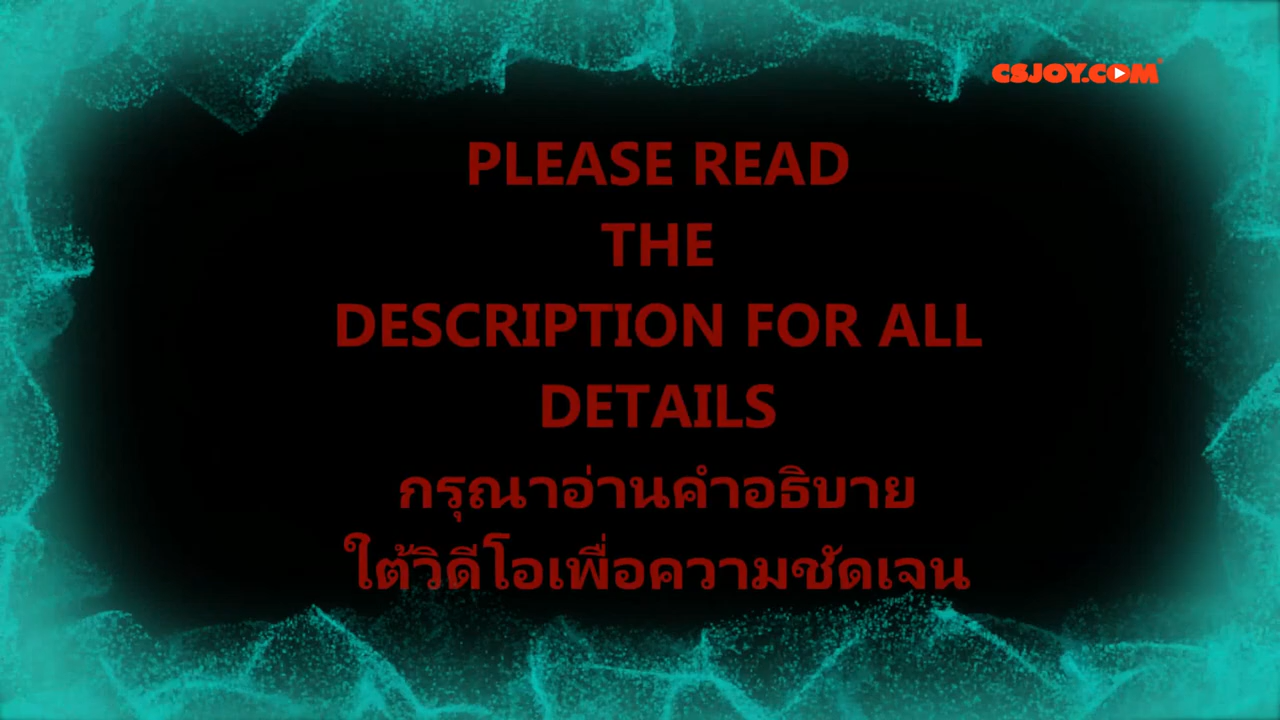 CSJOY.COM
PLEASE READ
THE
DESCRIPTION FOR ALL
DETAILS
กรุณาอ่านคำอธิบาย
ใต้วิดีโอเพื่อความชัดเจน